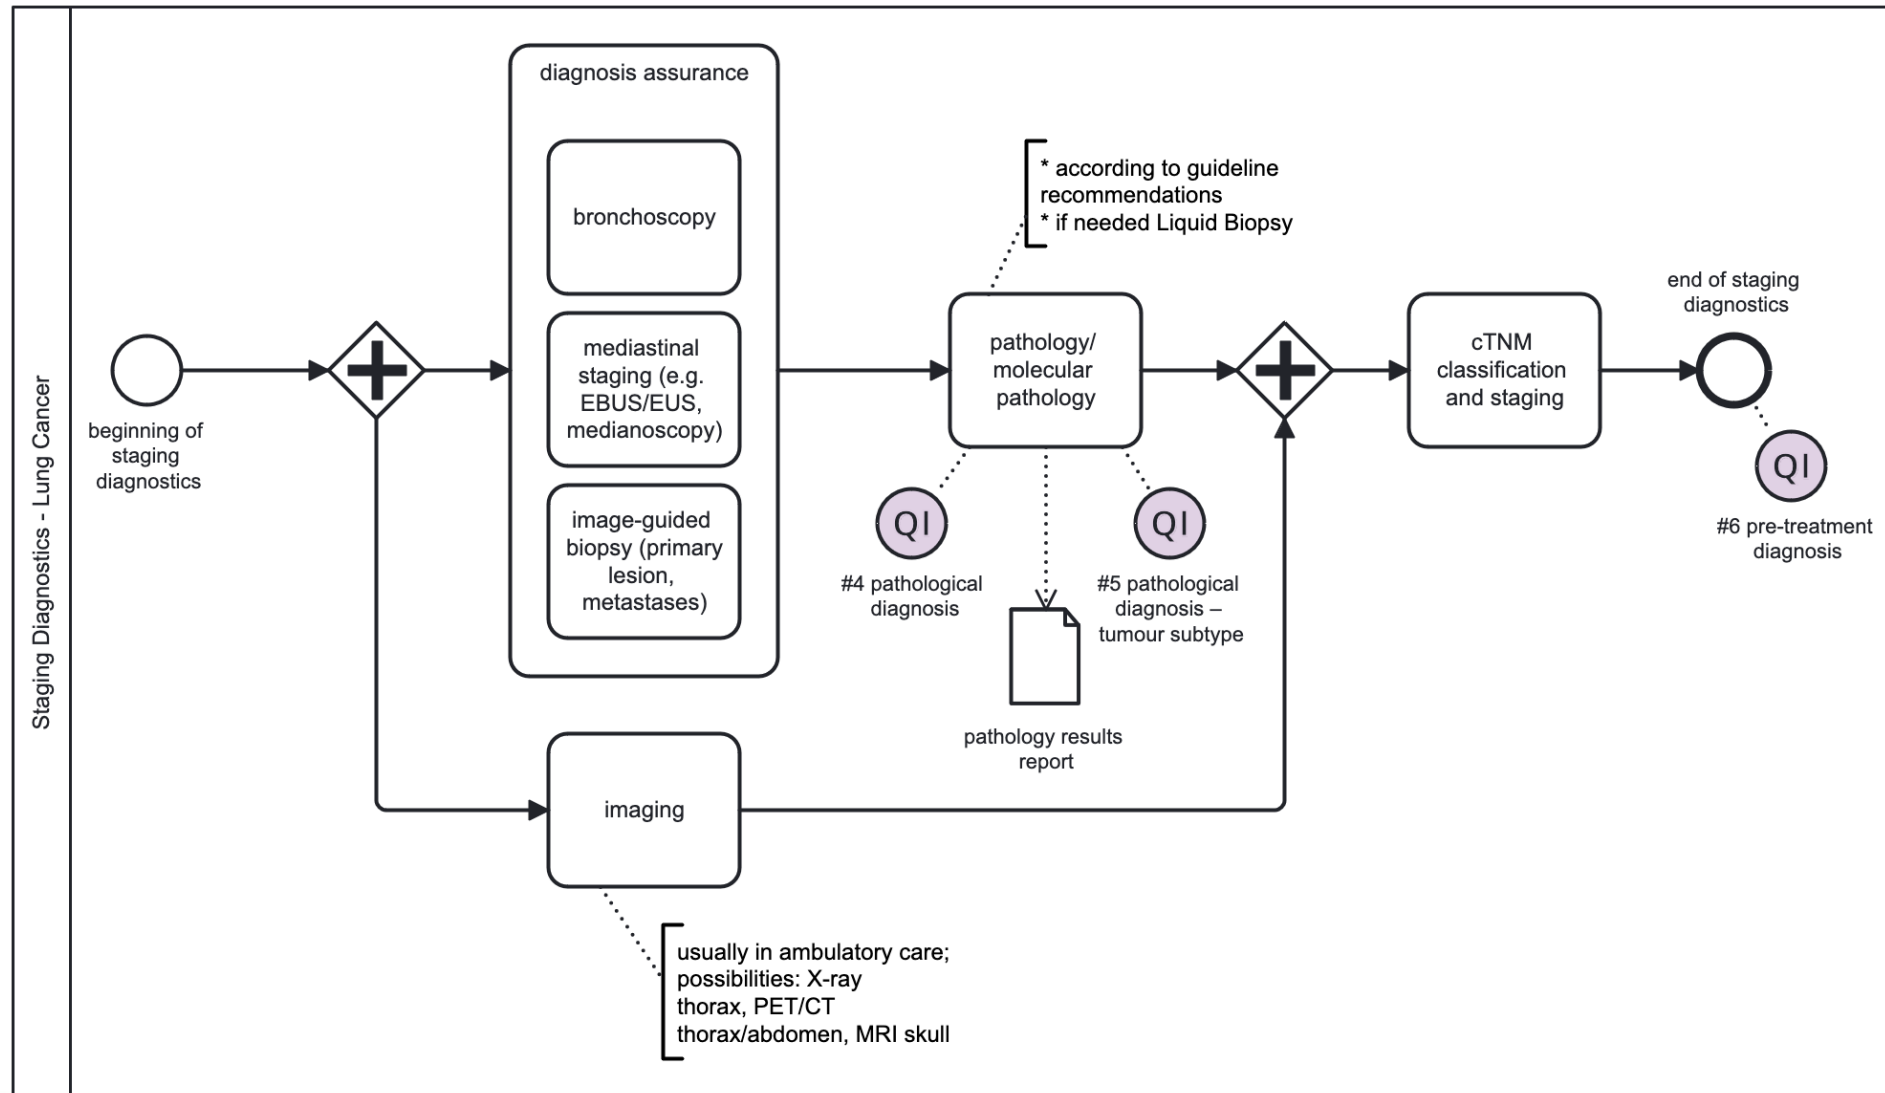 Staging Diagnostics - Lung Cancer
beginning of
staging
diagnostics
diagnosis assurance
bronchoscopy
mediastinal
staging (e.g.
EBUS/EUS,
medianoscopy)
image-guided
biopsy (primary
lesion,
metastases)
imaging
usually in ambulatory care;
possibilities: X-ray
thorax, PET/CT
thorax/abdomen, MRI skull
* according to guideline
recommendations
* if needed Liquid Biopsy
pathology/
molecular
pathology
QI
#4 pathological
diagnosis
pathology results
report
QI
#5 pathological
diagnosis –
tumour subtype
cTNM
classification
and staging
end of staging
diagnostics
QI
#6 pre-treatment
diagnosis